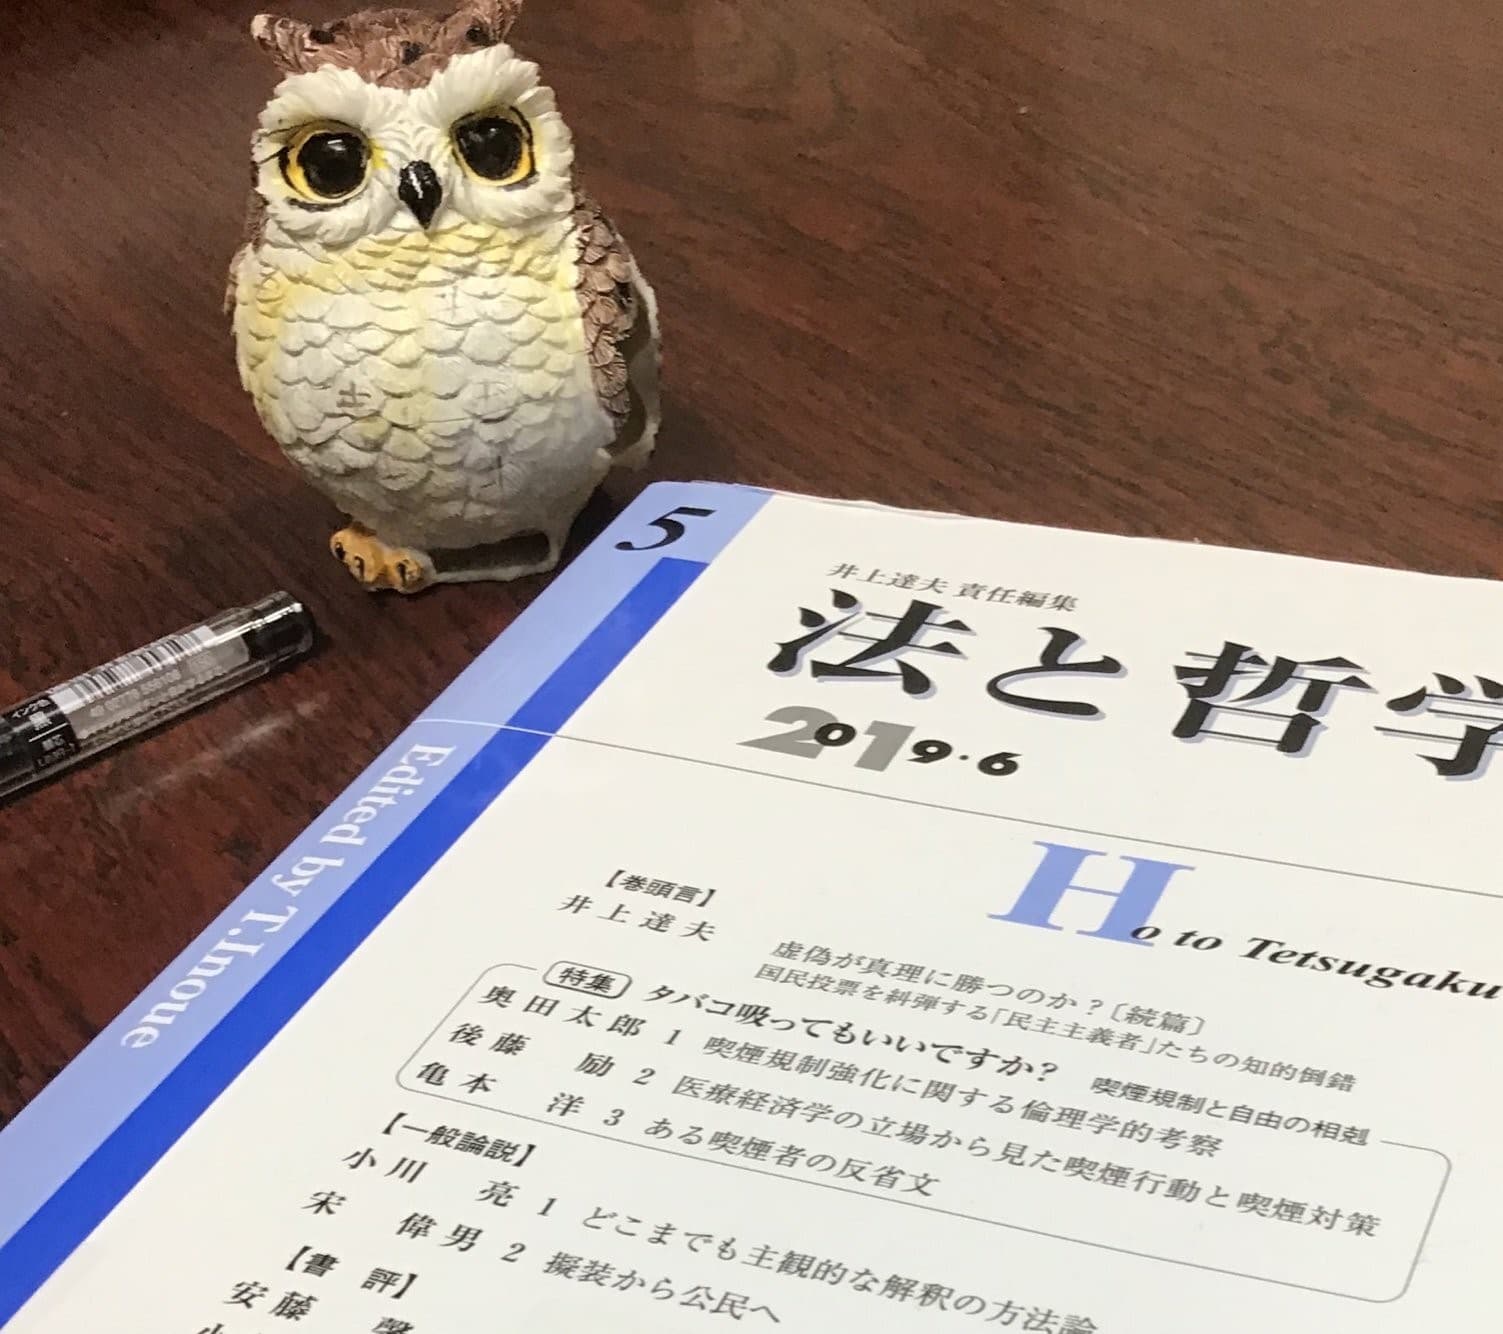 5
井上達夫 責任編集
法と哲学
2019・6
Ho to Tetsugaku
Edited by T.Inoue
【巻頭言】
井上達夫
虚偽が真理に勝つのか?〔続篇〕
国民投票を糾弾する「民主主義者」たちの知的倒錯
特集 タバコ吸ってもいいですか? 喫煙規制と自由の相剋
奥田太郎 1 喫煙規制強化に関する倫理学的考察
後藤 励 2 医療経済学の立場から見た喫煙行動と喫煙対策
亀本 洋 3 ある喫煙者の反省文
【一般論説】
小川 亮 1 どこまでも主観的な解釈の方法論
宋 偉男 2 擬装から公民へ
【書 評】
安藤 馨
インク色
黒